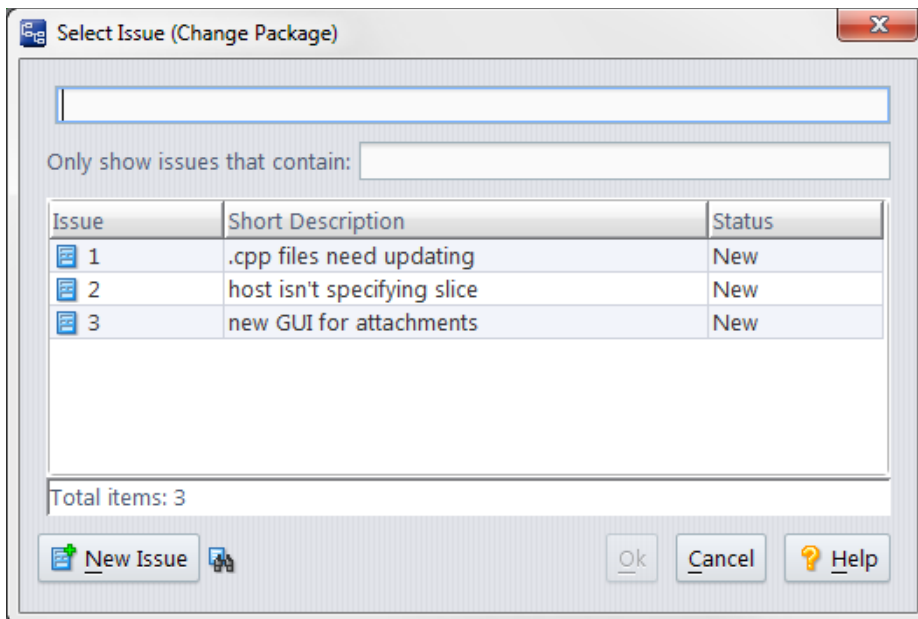 Select Issue (Change Package)
Only show issues that contain:
Issue Short Description Status
1 .cpp files need updating New
2 host isn't specifying slice New
3 new GUI for attachments New
Total items: 3
New Issue Ok Cancel ? Help